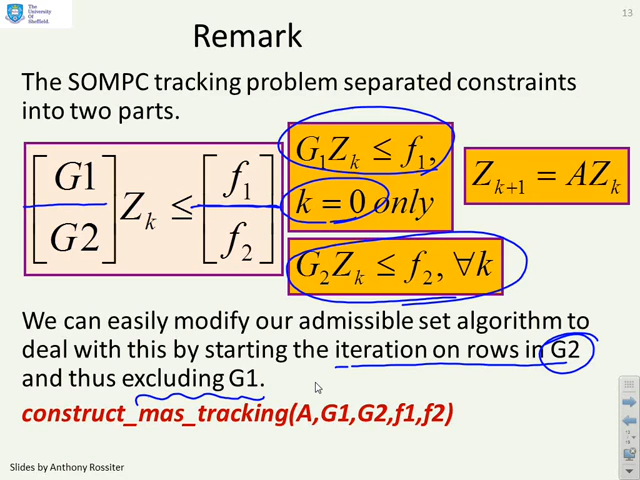 13
The University Of Sheffield.
Remark
The SOMPC tracking problem separated constraints
into two parts.
[G1 G2] Z_k ≤ [f_1 f_2]
G_1Z_k ≤ f_1,
k = 0 only
Z_{k+1} = AZ_k
G_2Z_k ≤ f_2, ∀k
We can easily modify our admissible set algorithm to
deal with this by starting the iteration on rows in G2
and thus excluding G1.
construct_mas_tracking(A,G1,G2,f1,f2)
Slides by Anthony Rossiter